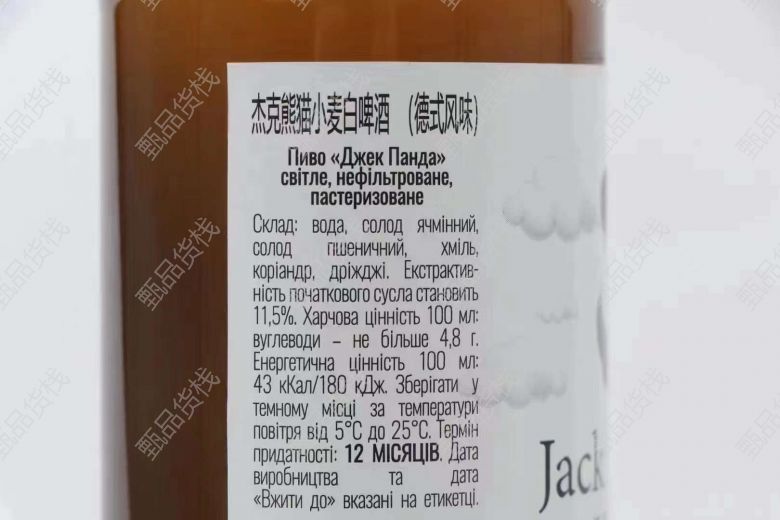 杰克熊猫小麦白啤酒 （德式风味）
Пиво «Джек Панда»
світле, нефільтроване,
пастеризоване
Склад: вода, солод ячмінний,
солод пшеничний, хміль,
коріандр, дріжджі. Екстрактив-
ність початкового сусла становить
11,5%. Харчова цінність 100 мл:
вуглеводи – не більше 4,8 г.
Енергетична цінність 100 мл:
43 кКал/180 кДж. Зберігати у
темному місці за температури
повітря від 5°C до 25°C. Термін
придатності: 12 МІСЯЦІВ. Дата
виробництва та дата
«Вжити до» вказані на етикетці.
Jack
甄品货栈